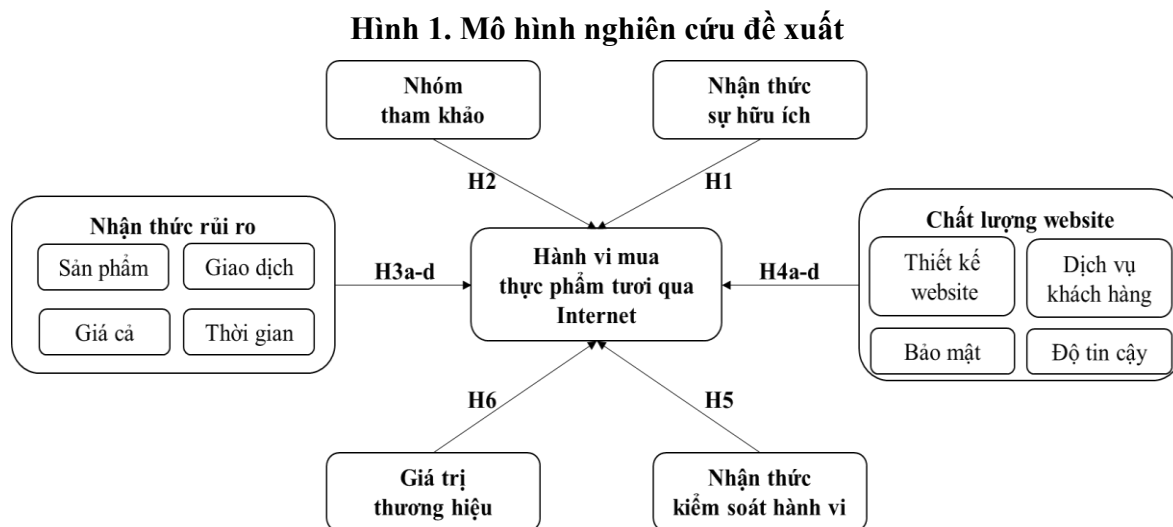 Hình 1. Mô hình nghiên cứu đề xuất
Nhóm
tham khảo
Nhận thức
sự hữu ích
H2
H1
Nhận thức rủi ro
Sản phẩm
Giao dịch
Giá cả
Thời gian
H3a-d
Hành vi mua
thực phẩm tươi qua
Internet
H4a-d
Chất lượng website
Thiết kế
website
Dịch vụ
khách hàng
Bảo mật
Độ tin cậy
H6
H5
Giá trị
thương hiệu
Nhận thức
kiểm soát hành vi